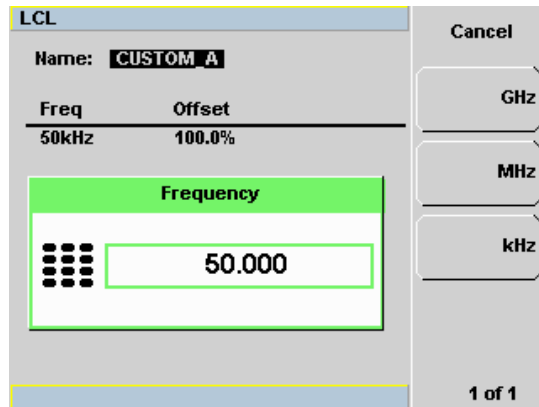 LCL
Name: CUSTOM_A
Freq Offset
50kHz 100.0%
Frequency
50.000
Cancel
GHz
MHz
kHz
1 of 1